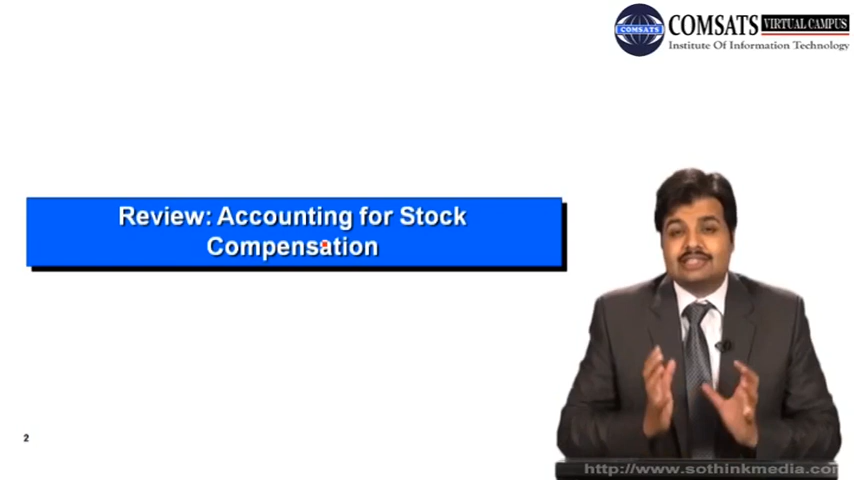 COMSATS
COMSATS VIRTUAL CAMPUS
Institute Of Information Technology
Review: Accounting for Stock
Compensation
2
http://www.sothinkmedia.com